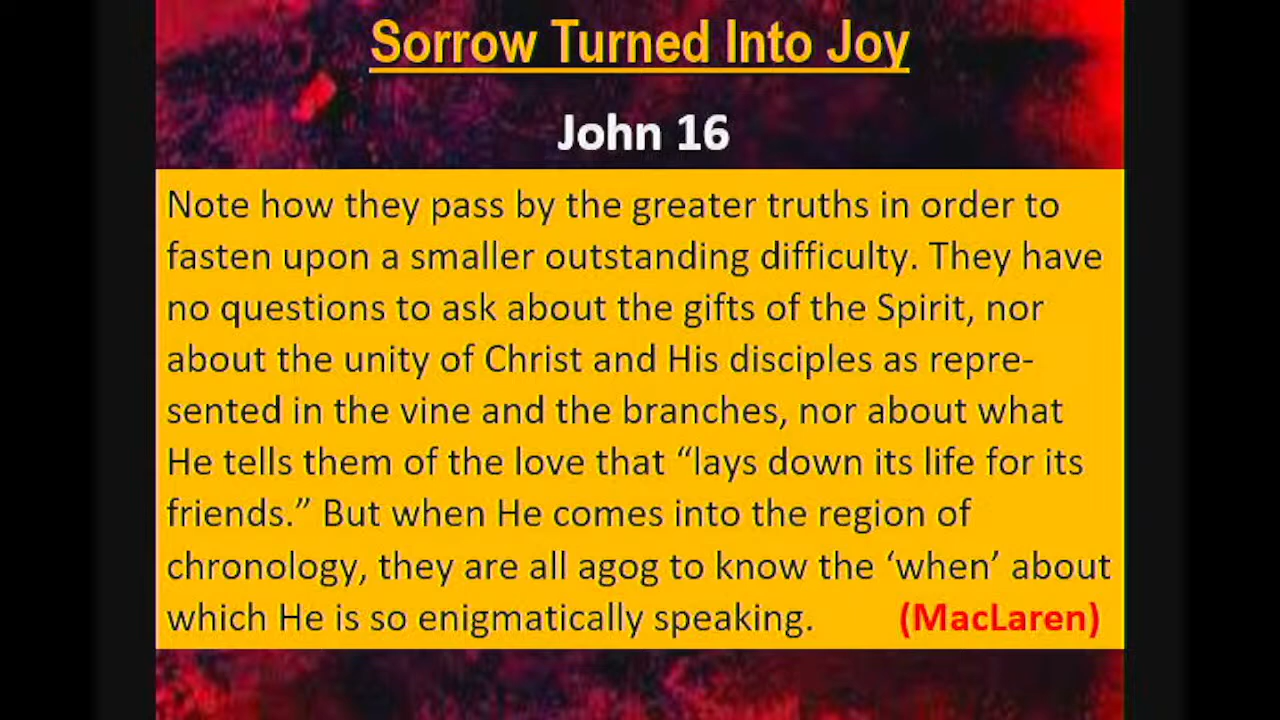 Sorrow Turned Into Joy
John 16
Note how they pass by the greater truths in order to
fasten upon a smaller outstanding difficulty. They have
no questions to ask about the gifts of the Spirit, nor
about the unity of Christ and His disciples as repre-
sented in the vine and the branches, nor about what
He tells them of the love that “lays down its life for its
friends.” But when He comes into the region of
chronology, they are all agog to know the ‘when’ about
which He is so enigmatically speaking. (MacLaren)